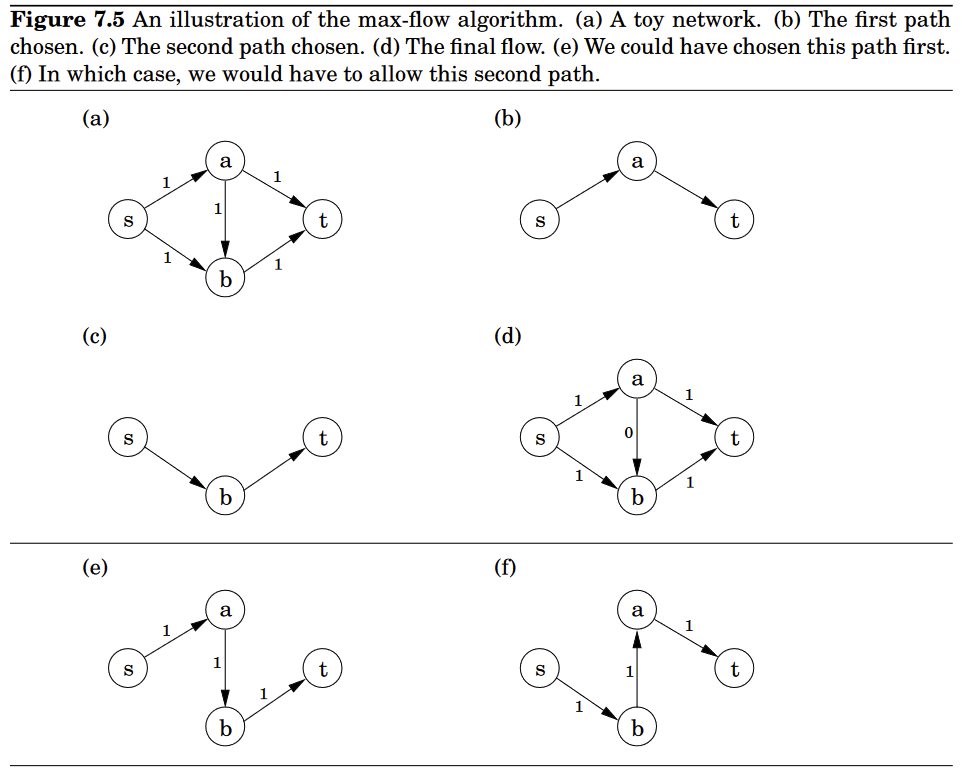 Figure 7.5 An illustration of the max-flow algorithm. (a) A toy network. (b) The first path
chosen. (c) The second path chosen. (d) The final flow. (e) We could have chosen this path first.
(f) In which case, we would have to allow this second path.
(a)
a
1
1
s
1
t
1
1
b
(b)
a
s
t
(c)
s
t
b
(d)
a
1
1
s
0
t
1
1
b
(e)
a
1
s
1
t
1
b
(f)
a
1
s
1
t
1
b